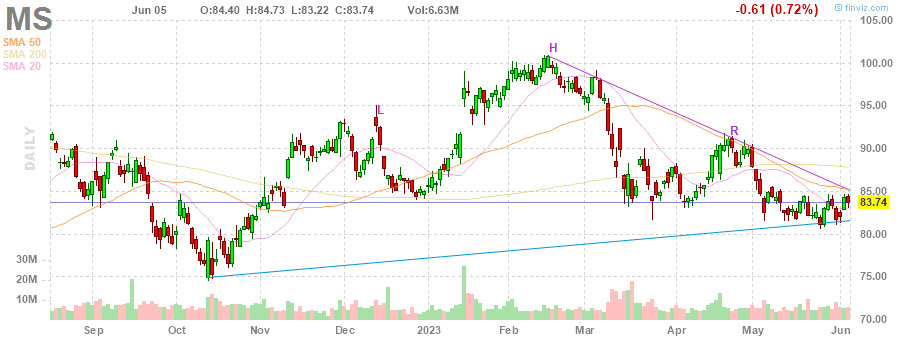 MS Jun 05 O:84.40 H:84.73 L:83.22 C:83.74 Vol:6.63M -0.61 (0.72%) finviz.com
SMA 50
SMA 200
SMA 20
DAILY
H
L
R
105.00
100.00
95.00
90.00
85.00
83.74
80.00
75.00
70.00
30M
20M
10M
Sep Oct Nov Dec 2023 Feb Mar Apr May Jun